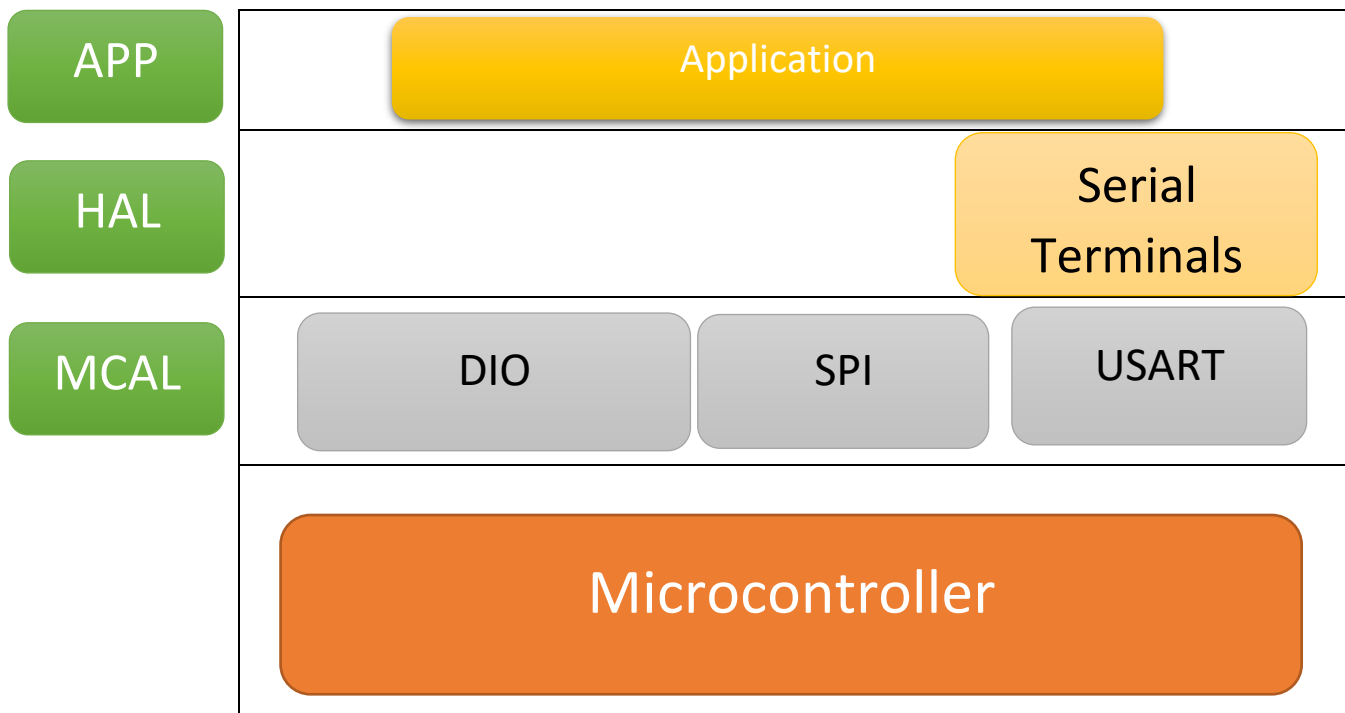 APP
Application
HAL
Serial
Terminals
MCAL
DIO
SPI
USART
Microcontroller